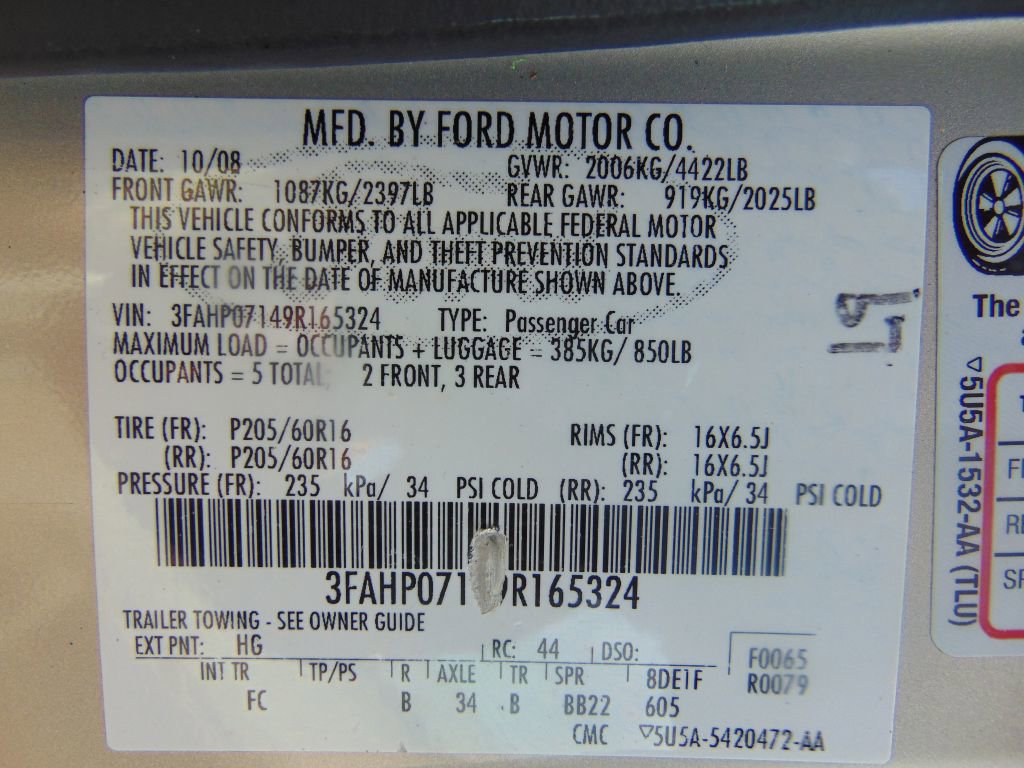 MFD. BY FORD MOTOR CO.
DATE: 10/08 GVWR: 2006KG/4422LB
FRONT GAWR: 1087KG/2397LB REAR GAWR: 919KG/2025LB
THIS VEHICLE CONFORMS TO ALL APPLICABLE FEDERAL MOTOR
VEHICLE SAFETY, BUMPER, AND THEFT PREVENTION STANDARDS
IN EFFECT ON THE DATE OF MANUFACTURE SHOWN ABOVE.
VIN: 3FAHP07149R165324 TYPE: Passenger Car
MAXIMUM LOAD = OCCUPANTS + LUGGAGE = 385KG/ 850LB
OCCUPANTS = 5 TOTAL, 2 FRONT, 3 REAR
TIRE (FR): P205/60R16 RIMS (FR): 16X6.5J
(RR): P205/60R16 (RR): 16X6.5J
PRESSURE (FR): 235 kPa/ 34 PSI COLD (RR): 235 kPa/ 34 PSI COLD
3FAHP07149R165324
TRAILER TOWING - SEE OWNER GUIDE
EXT PNT: HG RC: 44 DSO: F0065
INT TR TP/PS R AXLE TR SPR 8DE1F R0079
FC B 34 B BB22 605
CMC 5U5A-5420472-AA
The
5U5A-1532-AA (TLU)